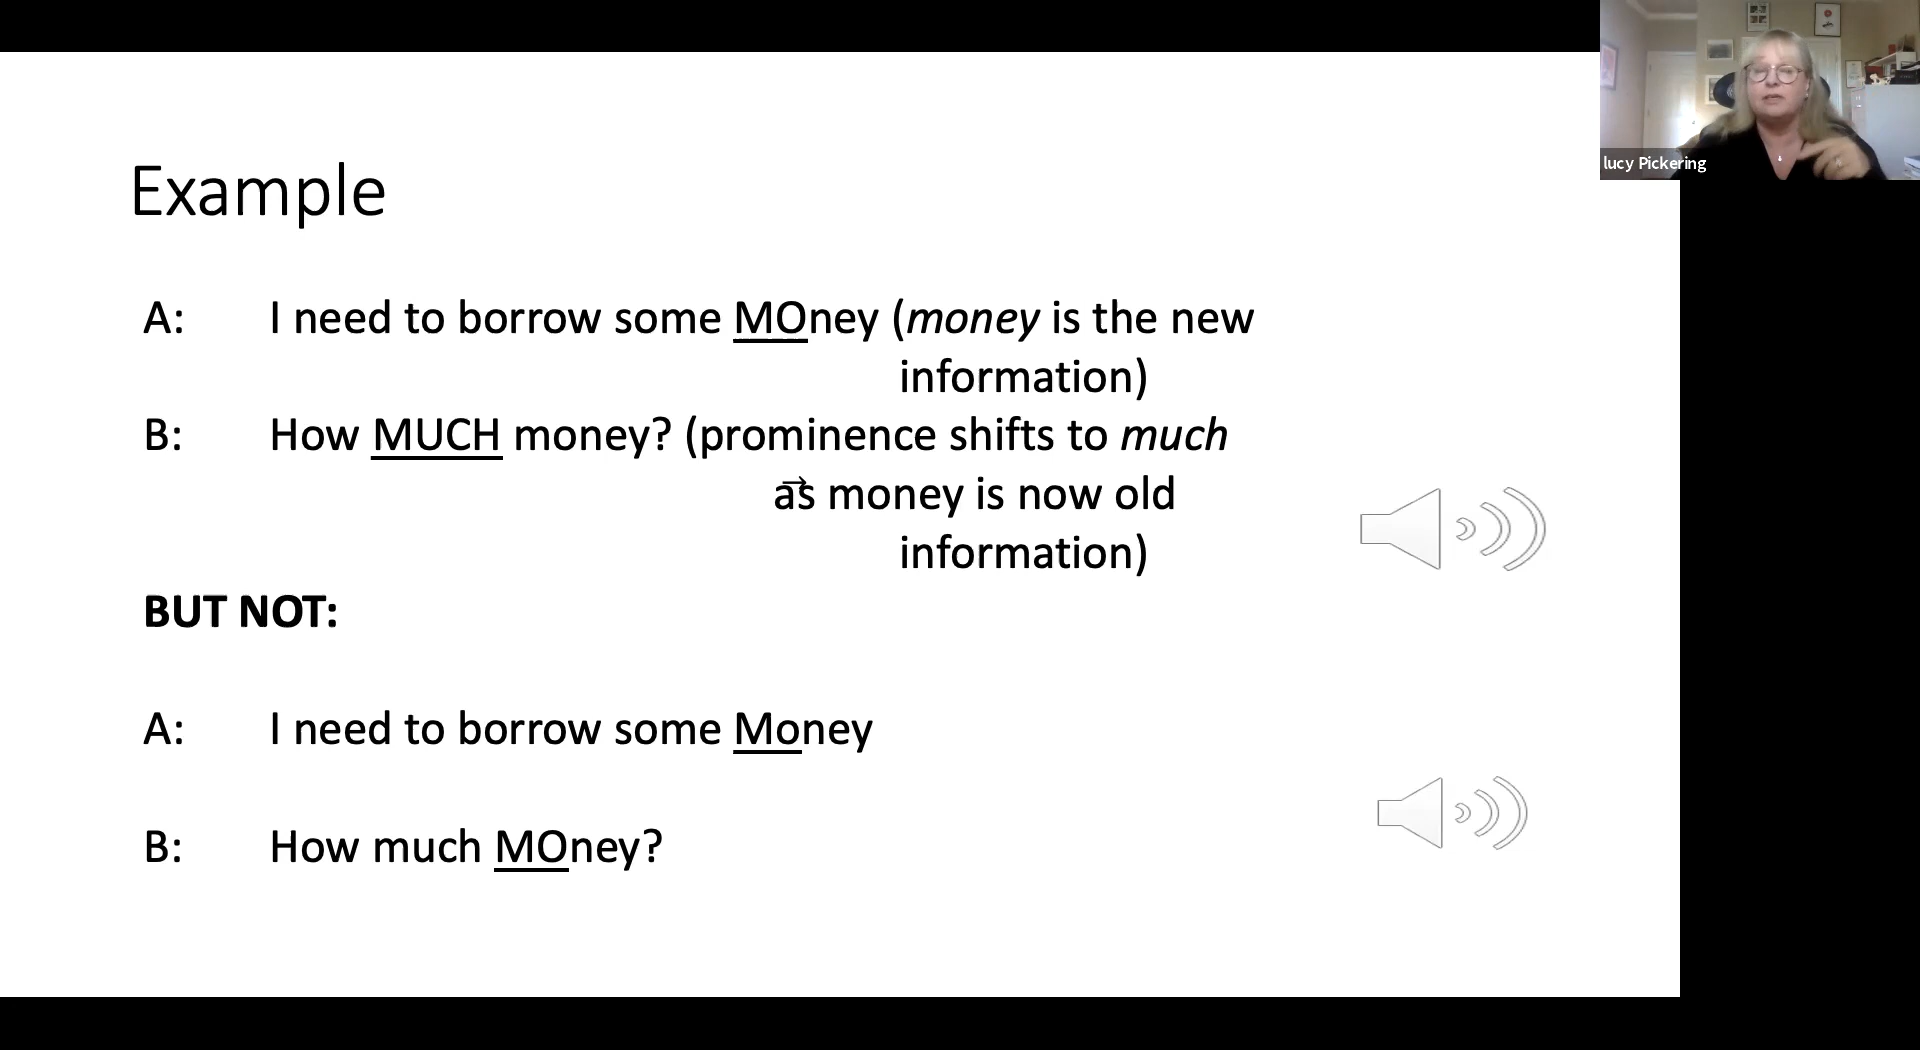 lucy Pickering
Example
A: I need to borrow some MOney (money is the new
information)
B: How MUCH money? (prominence shifts to much
as money is now old
information)
BUT NOT:
A: I need to borrow some Money
B: How much MOney?